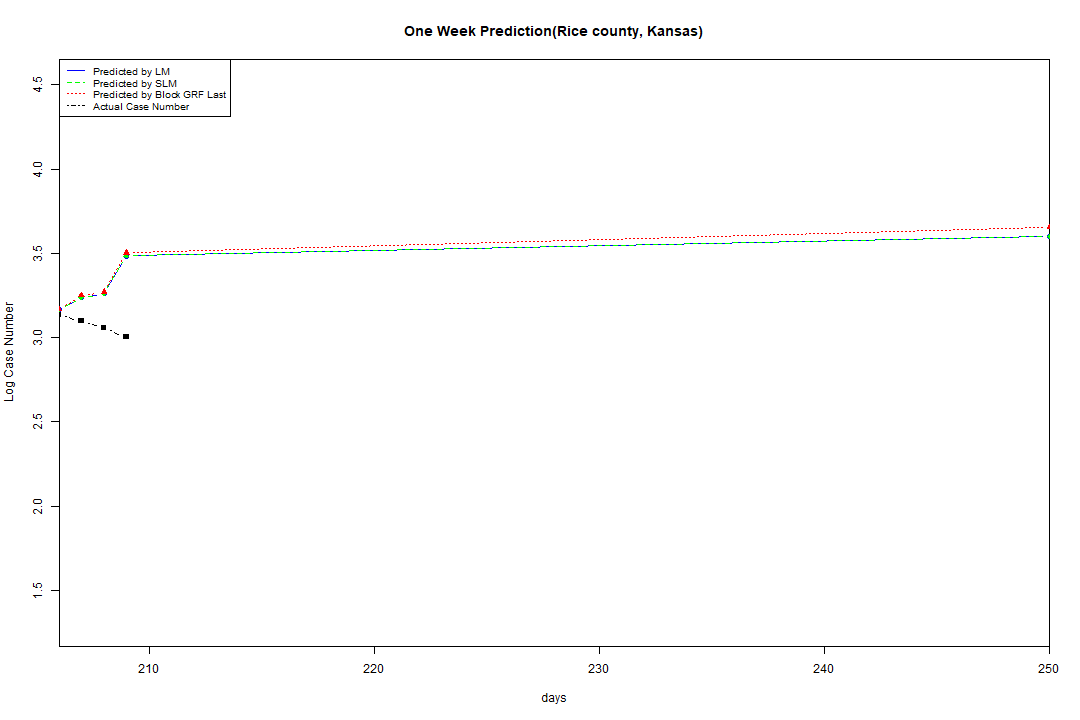 One Week Prediction(Rice county, Kansas)
Predicted by LM
Predicted by SLM
Predicted by Block GRF Last
Actual Case Number
4.5
4.0
3.5
3.0
2.5
2.0
1.5
Log Case Number
210 220 230 240 250
days